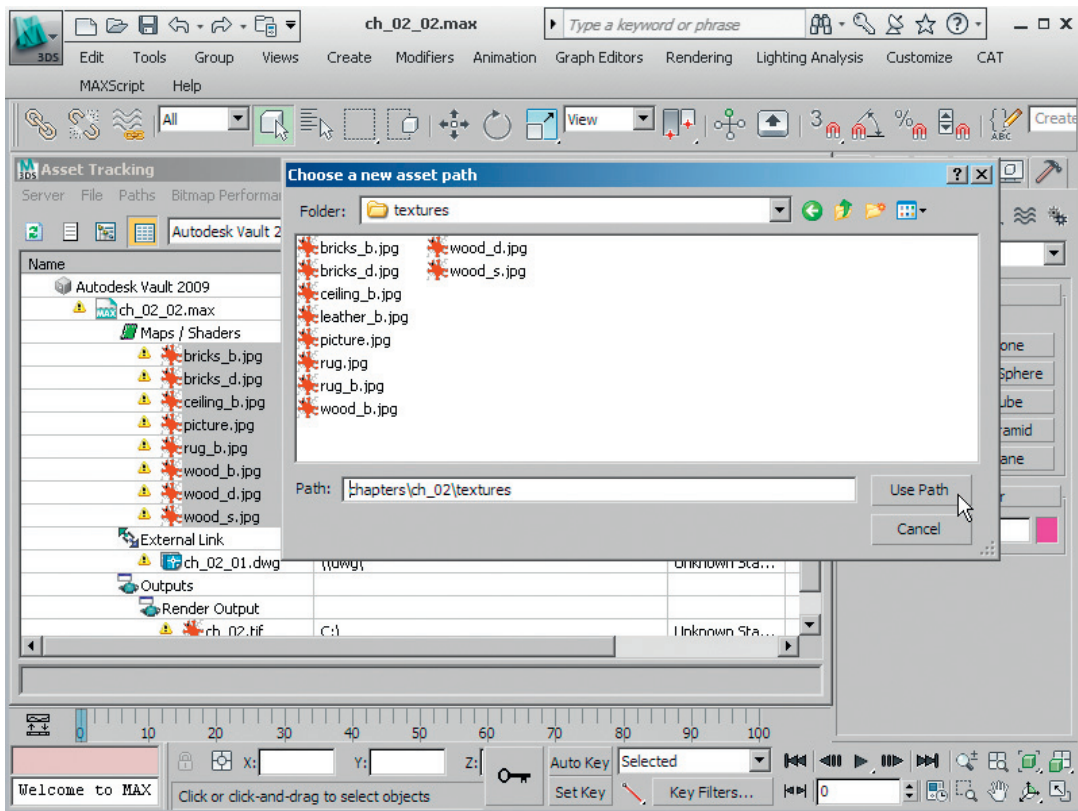 ch_02_02.max
Type a keyword or phrase
3DS
Edit Tools Group Views Create Modifiers Animation Graph Editors Rendering Lighting Analysis Customize CAT
MAXScript Help
All
View
3
%
ABC
Create
Asset Tracking
Server File Paths Bitmap Performa
Autodesk Vault 2
Name
Autodesk Vault 2009
ch_02_02.max
Maps / Shaders
bricks_b.jpg
bricks_d.jpg
ceiling_b.jpg
picture.jpg
rug_b.jpg
wood_b.jpg
wood_d.jpg
wood_s.jpg
External Link
ch_02_01.dwg \\dwg\ Unknown Sta...
Outputs
Render Output
ch_02.tif C:\ Unknown Sta...
Choose a new asset path
Folder: textures
bricks_b.jpg wood_d.jpg
bricks_d.jpg wood_s.jpg
ceiling_b.jpg
leather_b.jpg
picture.jpg
rug.jpg
rug_b.jpg
wood_b.jpg
Path: chapters\ch_02\textures
Use Path
Cancel
one
Sphere
ube
ramid
ane
r
0 10 20 30 40 50 60 70 80 90 100
X: Y: Z:
Auto Key Selected
Welcome to MAX
Click or click-and-drag to select objects
Set Key Key Filters...
0